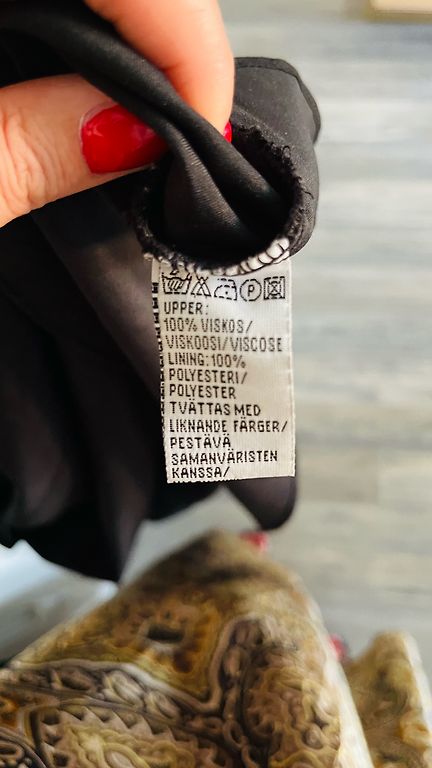 UPPER:
100% VISKOS/
VISKOOSI/VISCOSE
LINING:100%
POLYESTERI/
POLYESTER
TVÄTTAS MED
LIKNANDE FÄRGER/
PESTÄVÄ
SAMANVÄRISTEN
KANSSA/